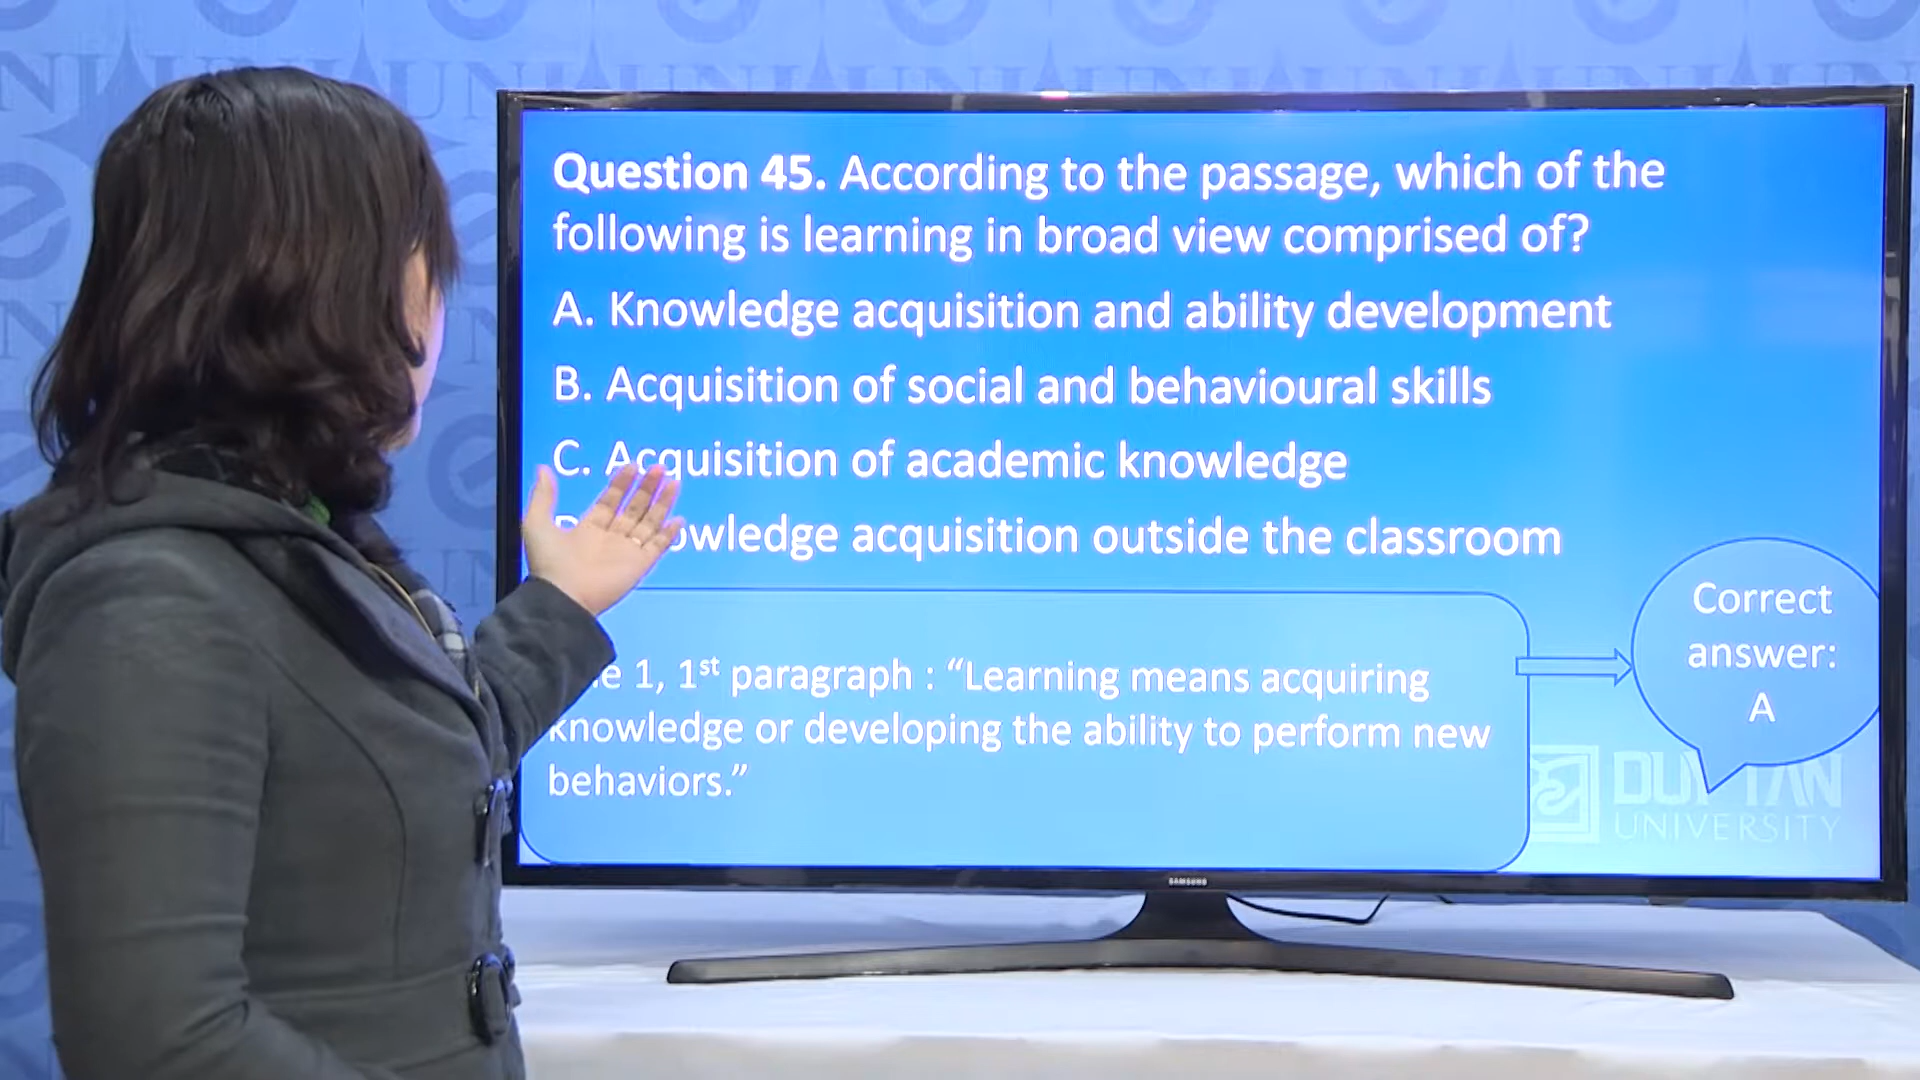 Question 45. According to the passage, which of the
following is learning in broad view comprised of?
A. Knowledge acquisition and ability development
B. Acquisition of social and behavioural skills
C. Acquisition of academic knowledge
acquisition outside the classroom
1, 1st paragraph : “Learning means acquiring
knowledge or developing the ability to perform new
behaviors.”
Correct
answer:
A
UNIVERSITY
SAMSUNG